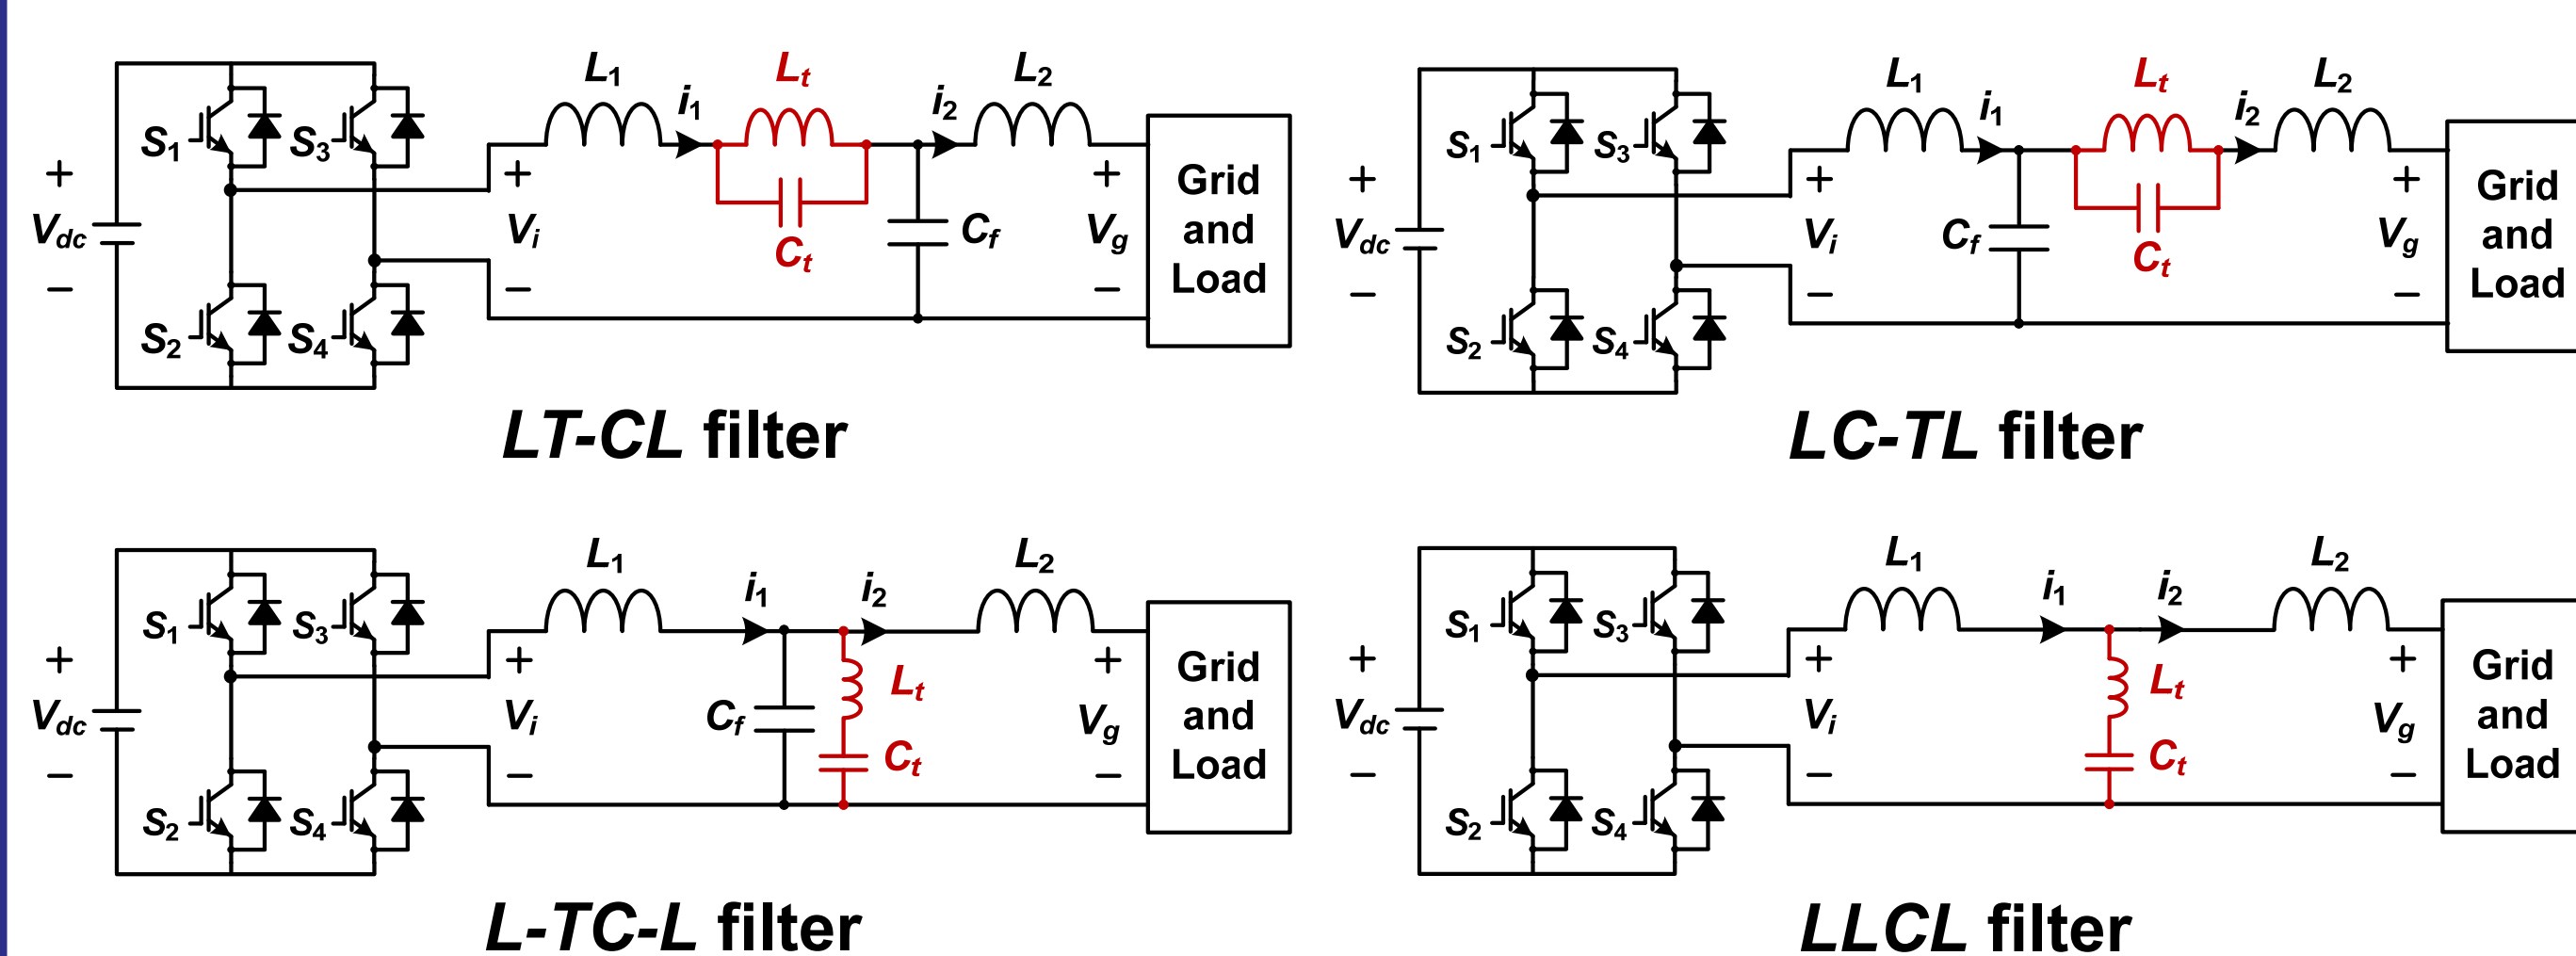 L1 i1 Lt i2 L2
S1 S3
+ Vdc −
+ Vi −
Ct Cf
+ Vg −
Grid
and
Load
S2 S4
LT-CL filter
L1 i1 Lt i2 L2
S1 S3
+ Vdc −
+ Vi −
Cf Ct
+ Vg −
Grid
and
Load
S2 S4
LC-TL filter
L1 i1 i2 L2
S1 S3
+ Vdc −
+ Vi −
Cf Lt Ct
+ Vg −
Grid
and
Load
S2 S4
L-TC-L filter
L1 i1 i2 L2
S1 S3
+ Vdc −
+ Vi −
Lt Ct
+ Vg −
Grid
and
Load
S2 S4
LLCL filter